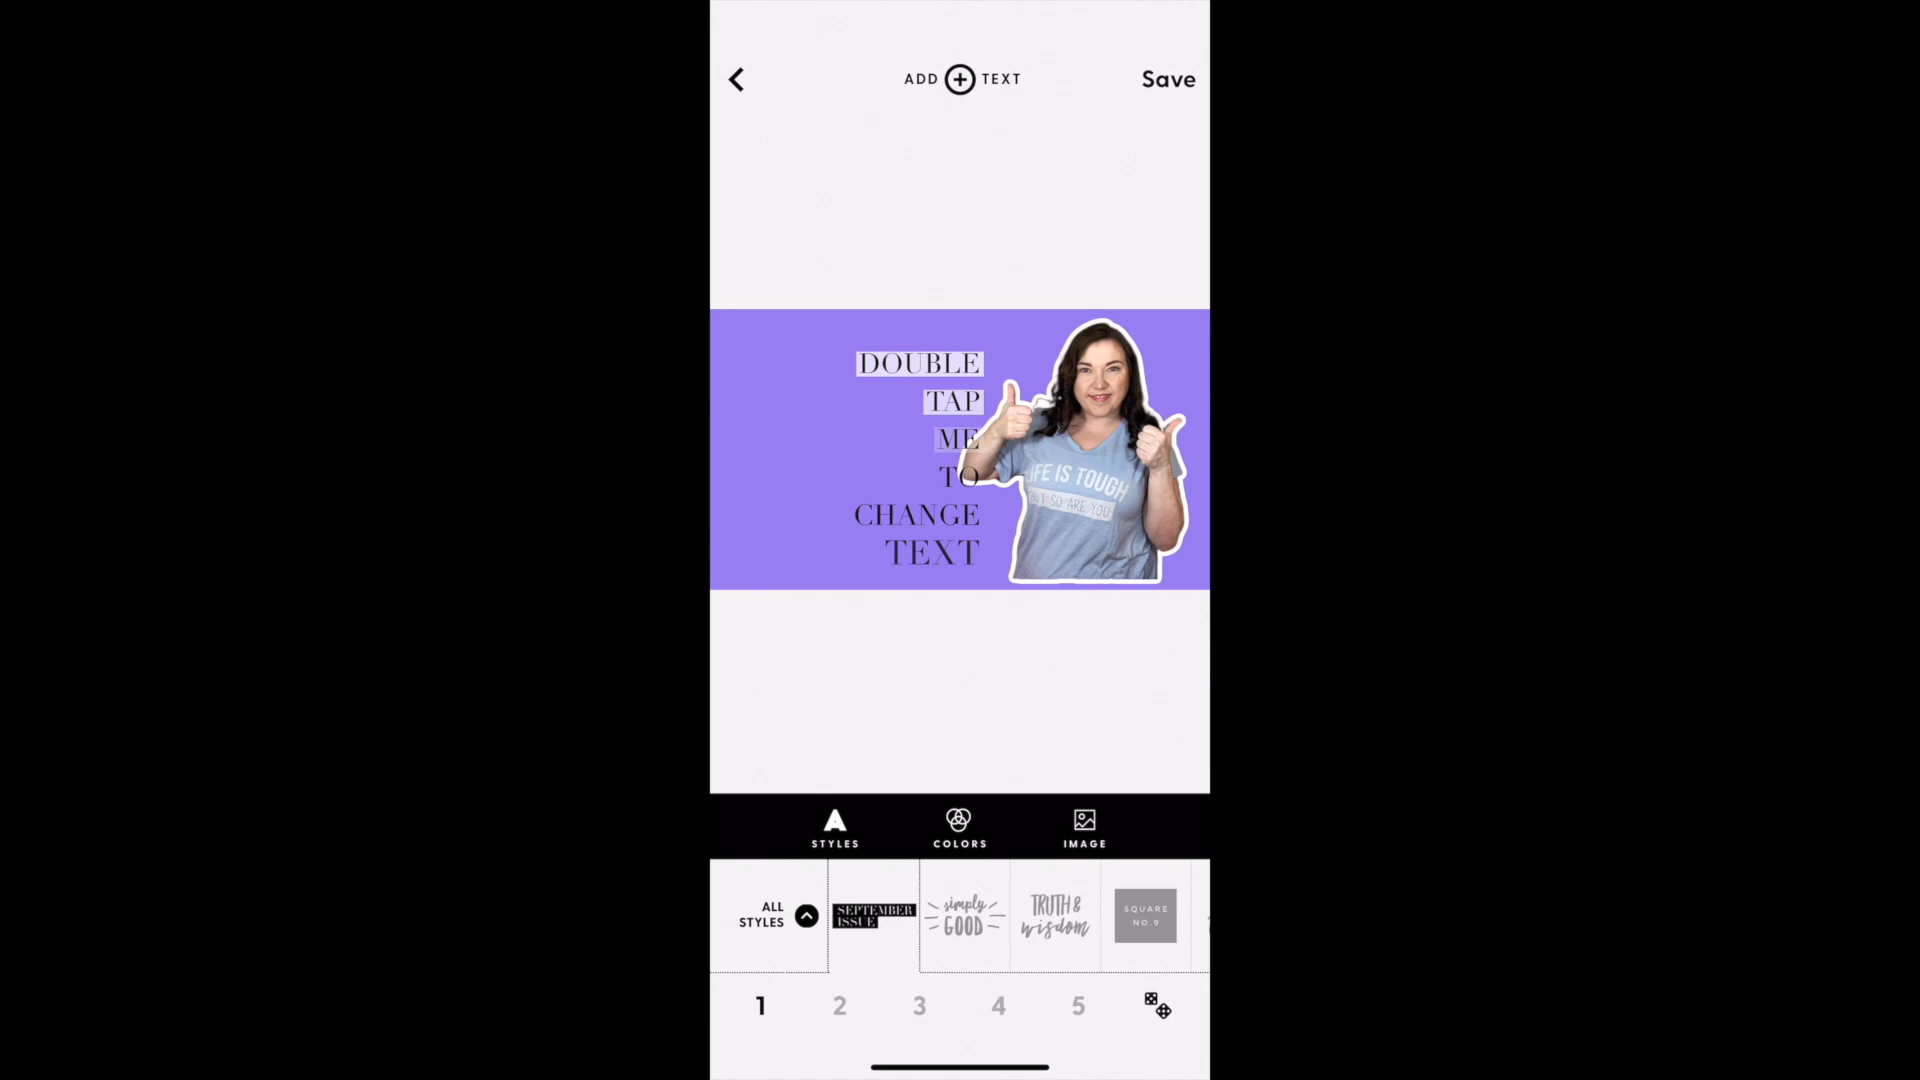 ADD TEXT
Save
DOUBLE
TAP
ME
TO
CHANGE
TEXT
IFE IS TOUGH
T SO ARE YOU
STYLES
COLORS
IMAGE
ALL
STYLES
SEPTEMBER
ISSUE
simply
GOOD
TRUTH &
wisdom
SQUARE
NO.9
1
2
3
4
5